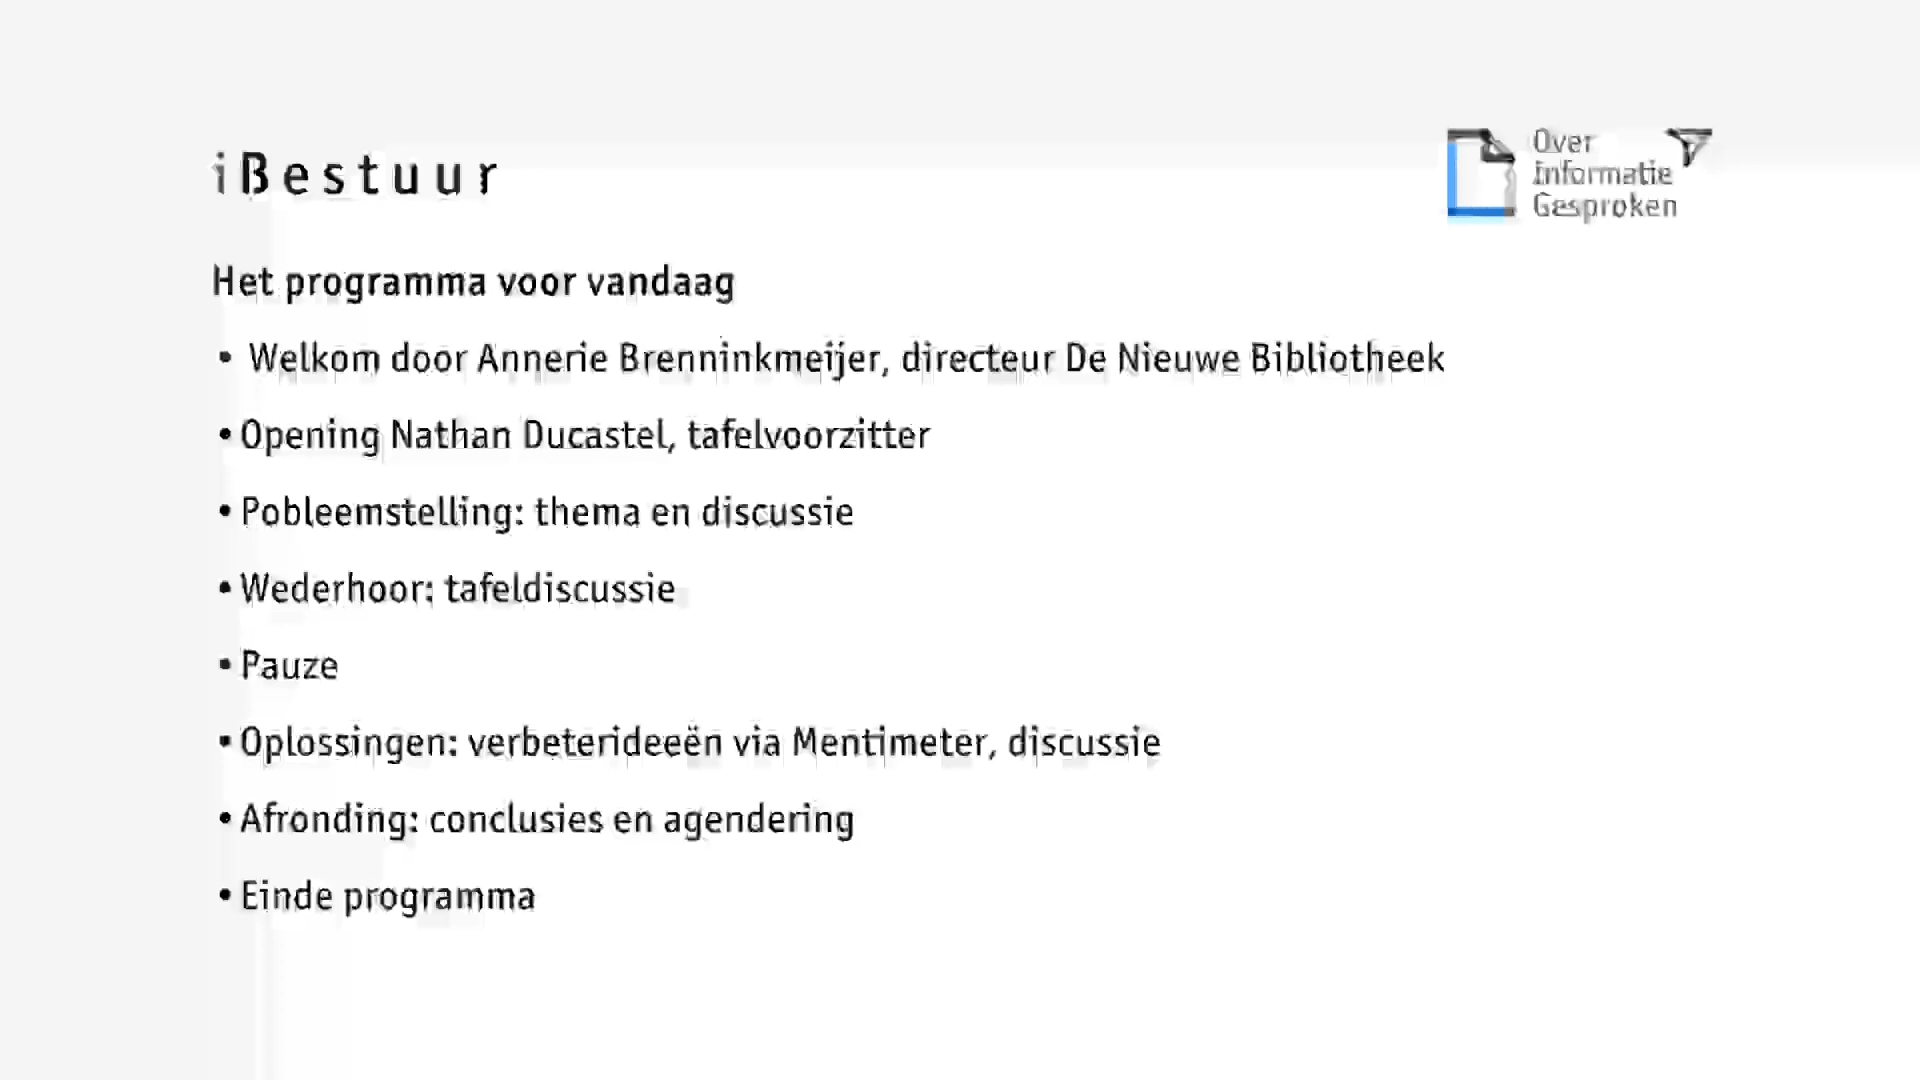 iBestuur
Over
Informatie
Gesproken
Het programma voor vandaag
• Welkom door Annerie Brenninkmeijer, directeur De Nieuwe Bibliotheek
• Opening Nathan Ducastel, tafelvoorzitter
• Pobleemstelling: thema en discussie
• Wederhoor: tafeldiscussie
• Pauze
• Oplossingen: verbeterideeën via Mentimeter, discussie
• Afronding: conclusies en agendering
• Einde programma